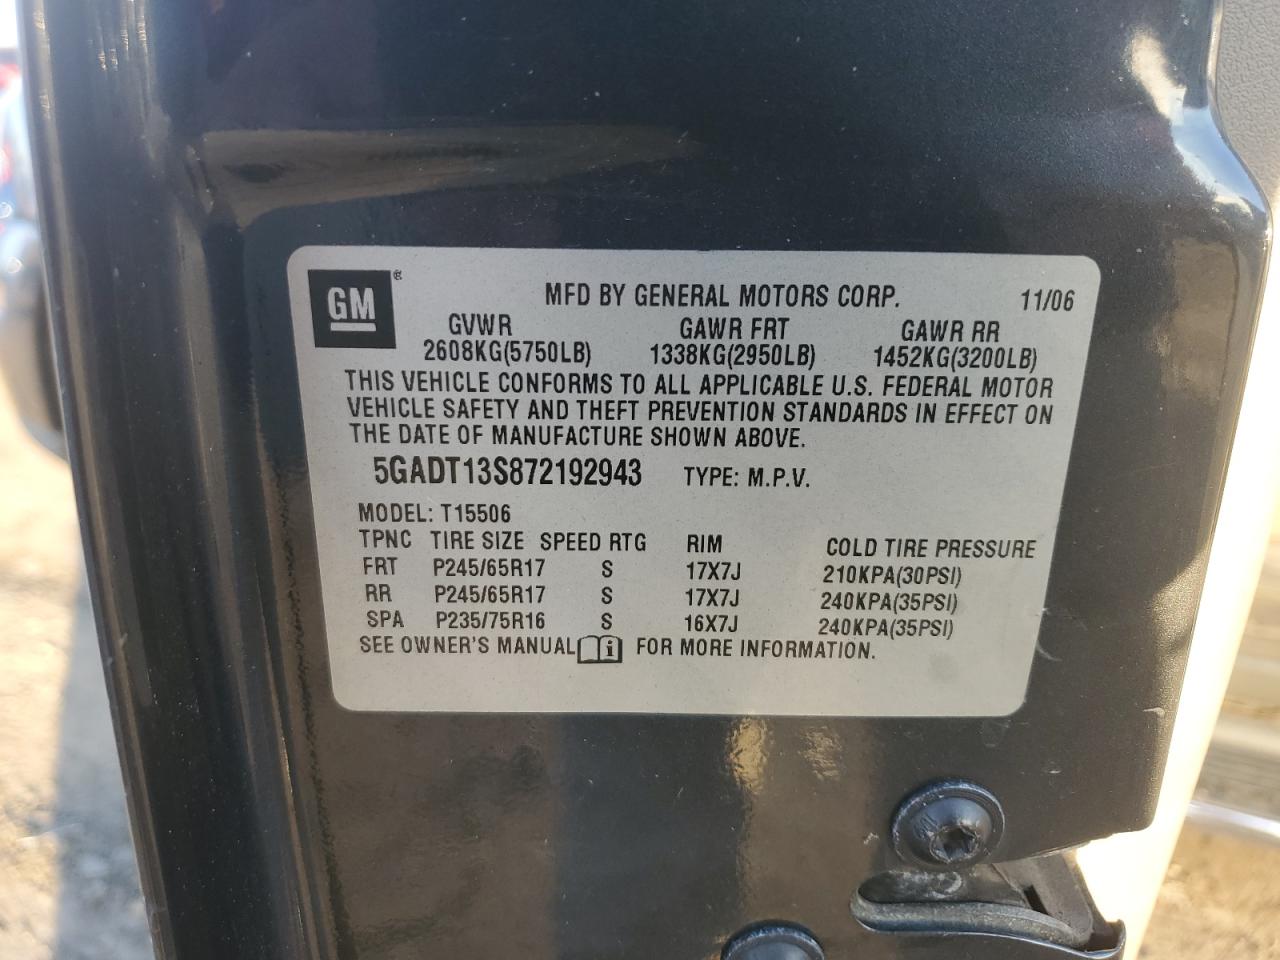 GM®
MFD BY GENERAL MOTORS CORP. 11/06
GVWR GAWR FRT GAWR RR
2608KG(5750LB) 1338KG(2950LB) 1452KG(3200LB)
THIS VEHICLE CONFORMS TO ALL APPLICABLE U.S. FEDERAL MOTOR
VEHICLE SAFETY AND THEFT PREVENTION STANDARDS IN EFFECT ON
THE DATE OF MANUFACTURE SHOWN ABOVE.
5GADT13S872192943 TYPE: M.P.V.
MODEL: T15506
TPNC TIRE SIZE SPEED RTG RIM COLD TIRE PRESSURE
FRT P245/65R17 S 17X7J 210KPA(30PSI)
RR P245/65R17 S 17X7J 240KPA(35PSI)
SPA P235/75R16 S 16X7J 240KPA(35PSI)
SEE OWNER'S MANUAL i FOR MORE INFORMATION.